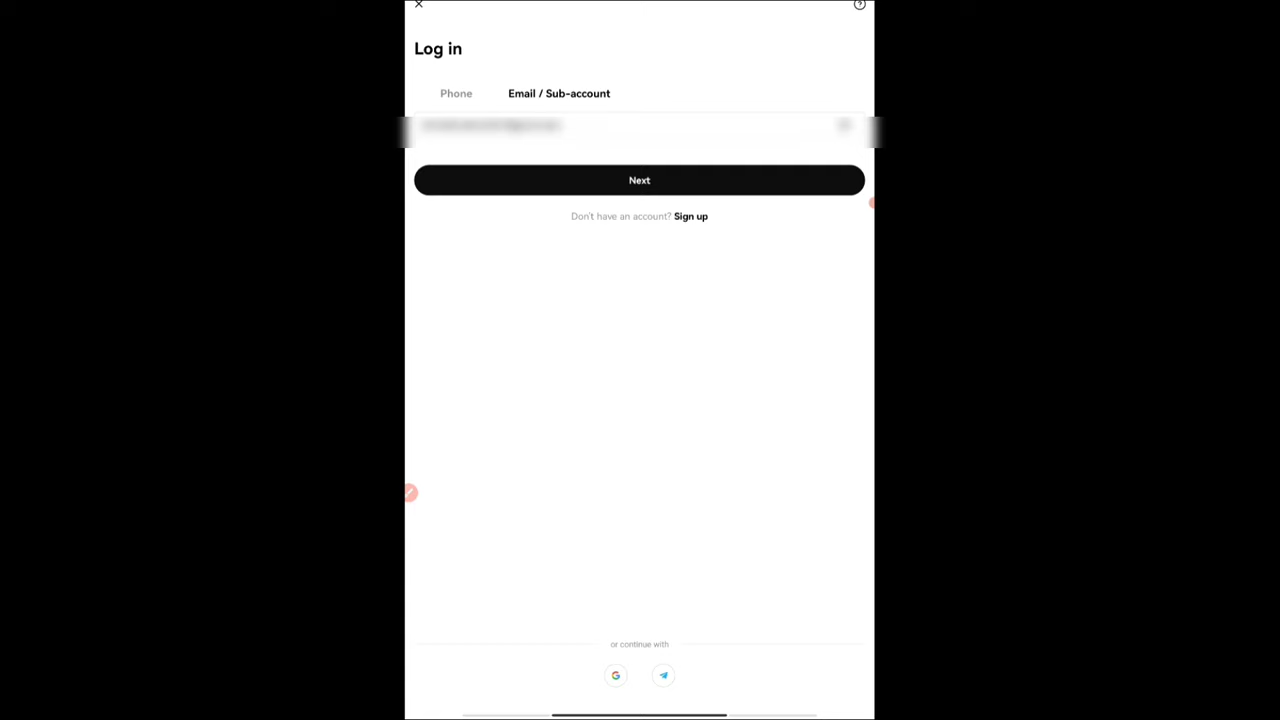 Log in
Phone
Email / Sub-account
Next
Don't have an account? Sign up
or continue with